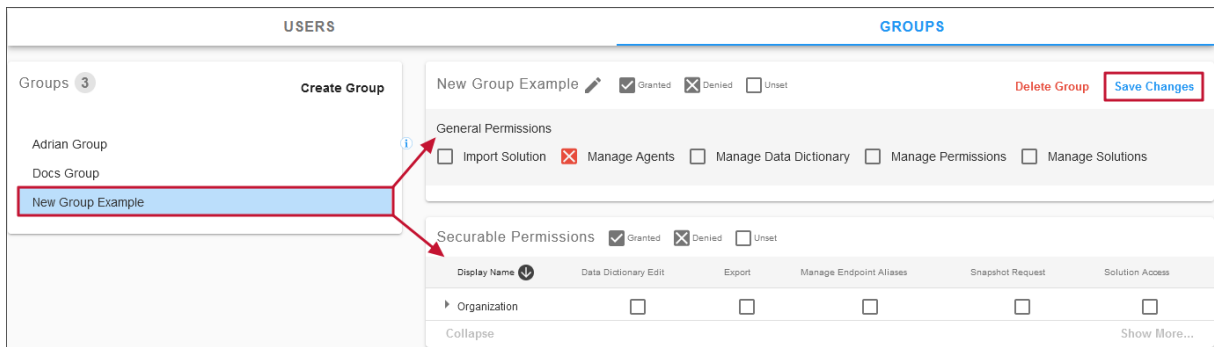 USERS GROUPS
Groups 3 Create Group
Adrian Group
Docs Group
New Group Example
New Group Example Granted Denied Unset Delete Group Save Changes
General Permissions
Import Solution Manage Agents Manage Data Dictionary Manage Permissions Manage Solutions
Securable Permissions Granted Denied Unset
Display Name Data Dictionary Edit Export Manage Endpoint Aliases Snapshot Request Solution Access
Organization
Collapse Show More...